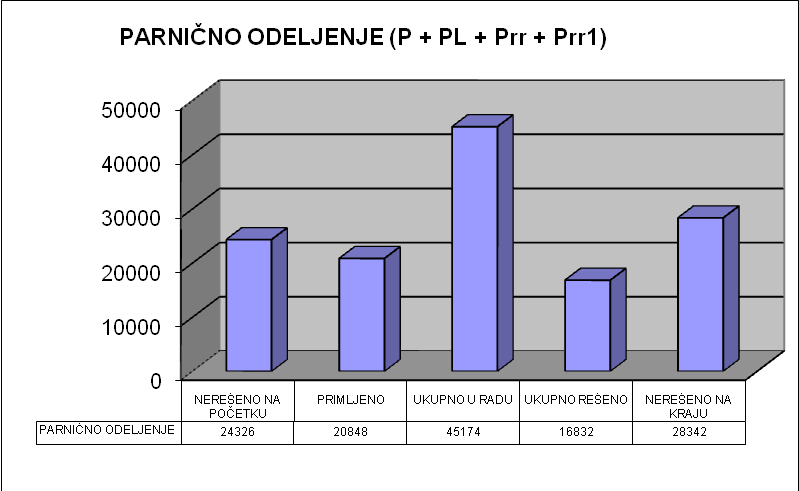 PARNIČNO ODELJENJE (P + PL + Prr + Prr1)
50000
40000
30000
20000
10000
0
NEREŠENO NA POČETKU
PRIMLJENO
UKUPNO U RADU
UKUPNO REŠENO
NEREŠENO NA KRAJU
PARNIČNO ODELJENJE 24326 20848 45174 16832 28342